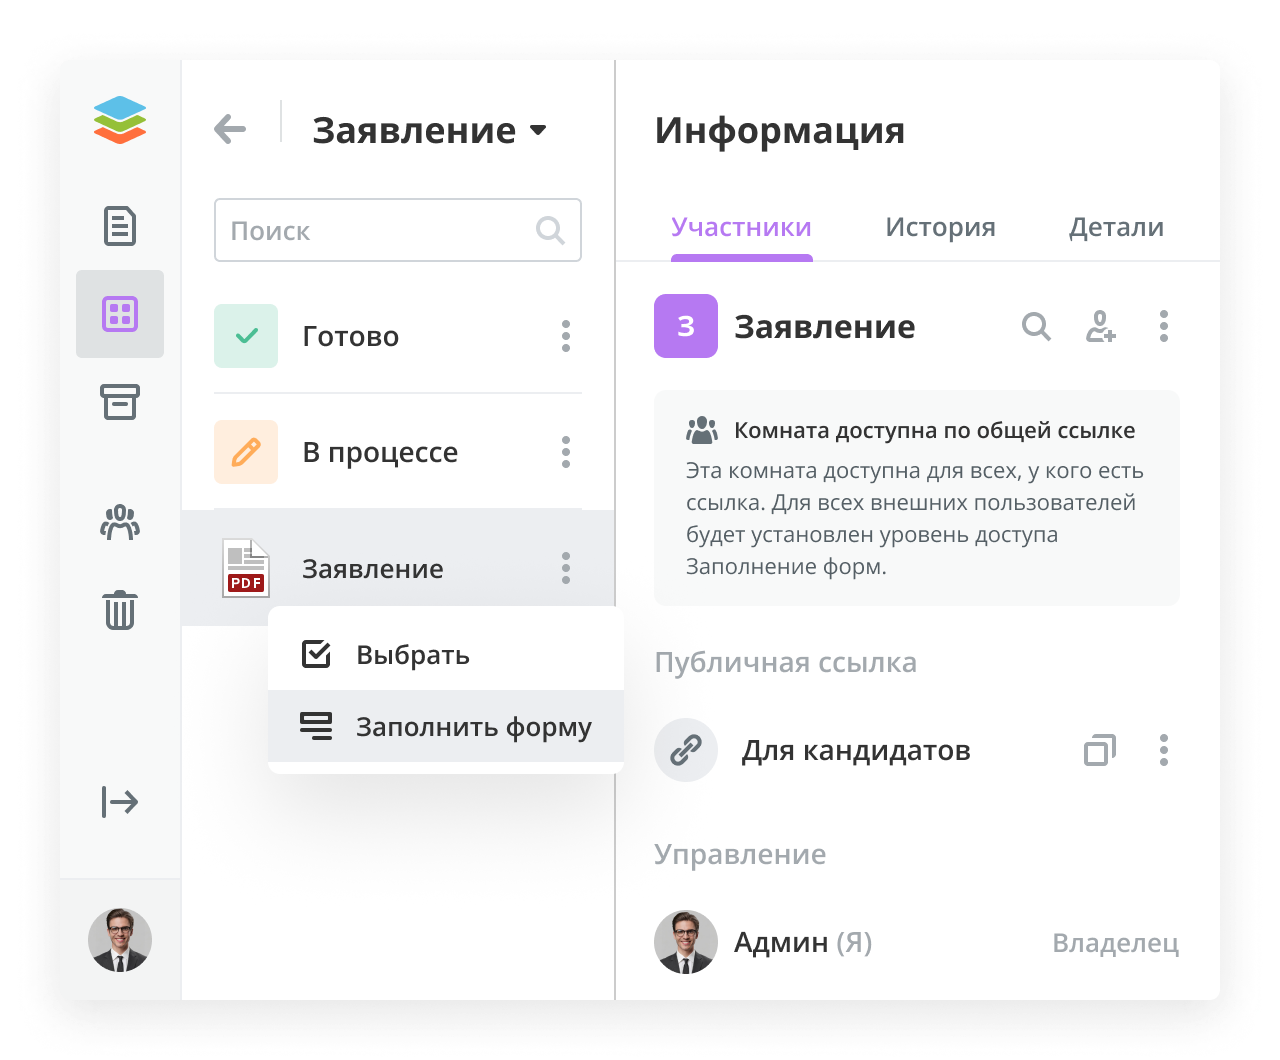 Заявление
Поиск
Готово
В процессе
PDF
Заявление
Выбрать
Заполнить форму
Информация
Участники
История
Детали
З
Заявление
Комната доступна по общей ссылке
Эта комната доступна для всех, у кого есть
ссылка. Для всех внешних пользователей
будет установлен уровень доступа
Заполнение форм.
Публичная ссылка
Для кандидатов
Управление
Админ (Я)
Владелец